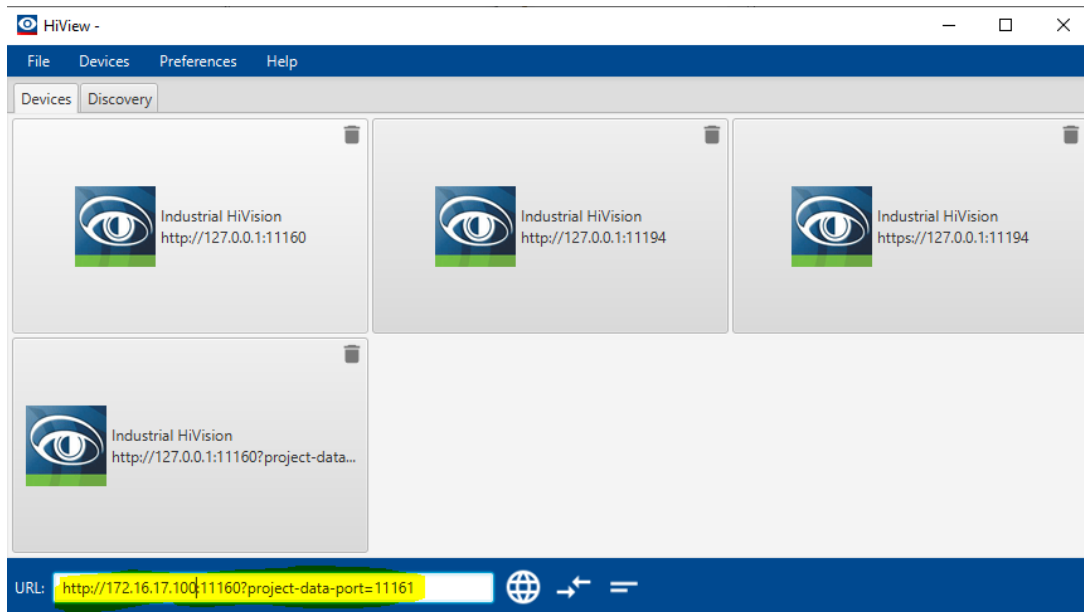 HiView -
File Devices Preferences Help
Devices Discovery
Industrial HiVision
http://127.0.0.1:11160
Industrial HiVision
http://127.0.0.1:11194
Industrial HiVision
https://127.0.0.1:11194
Industrial HiVision
http://127.0.0.1:11160?project-data...
URL: http://172.16.17.100:11160?project-data-port=11161